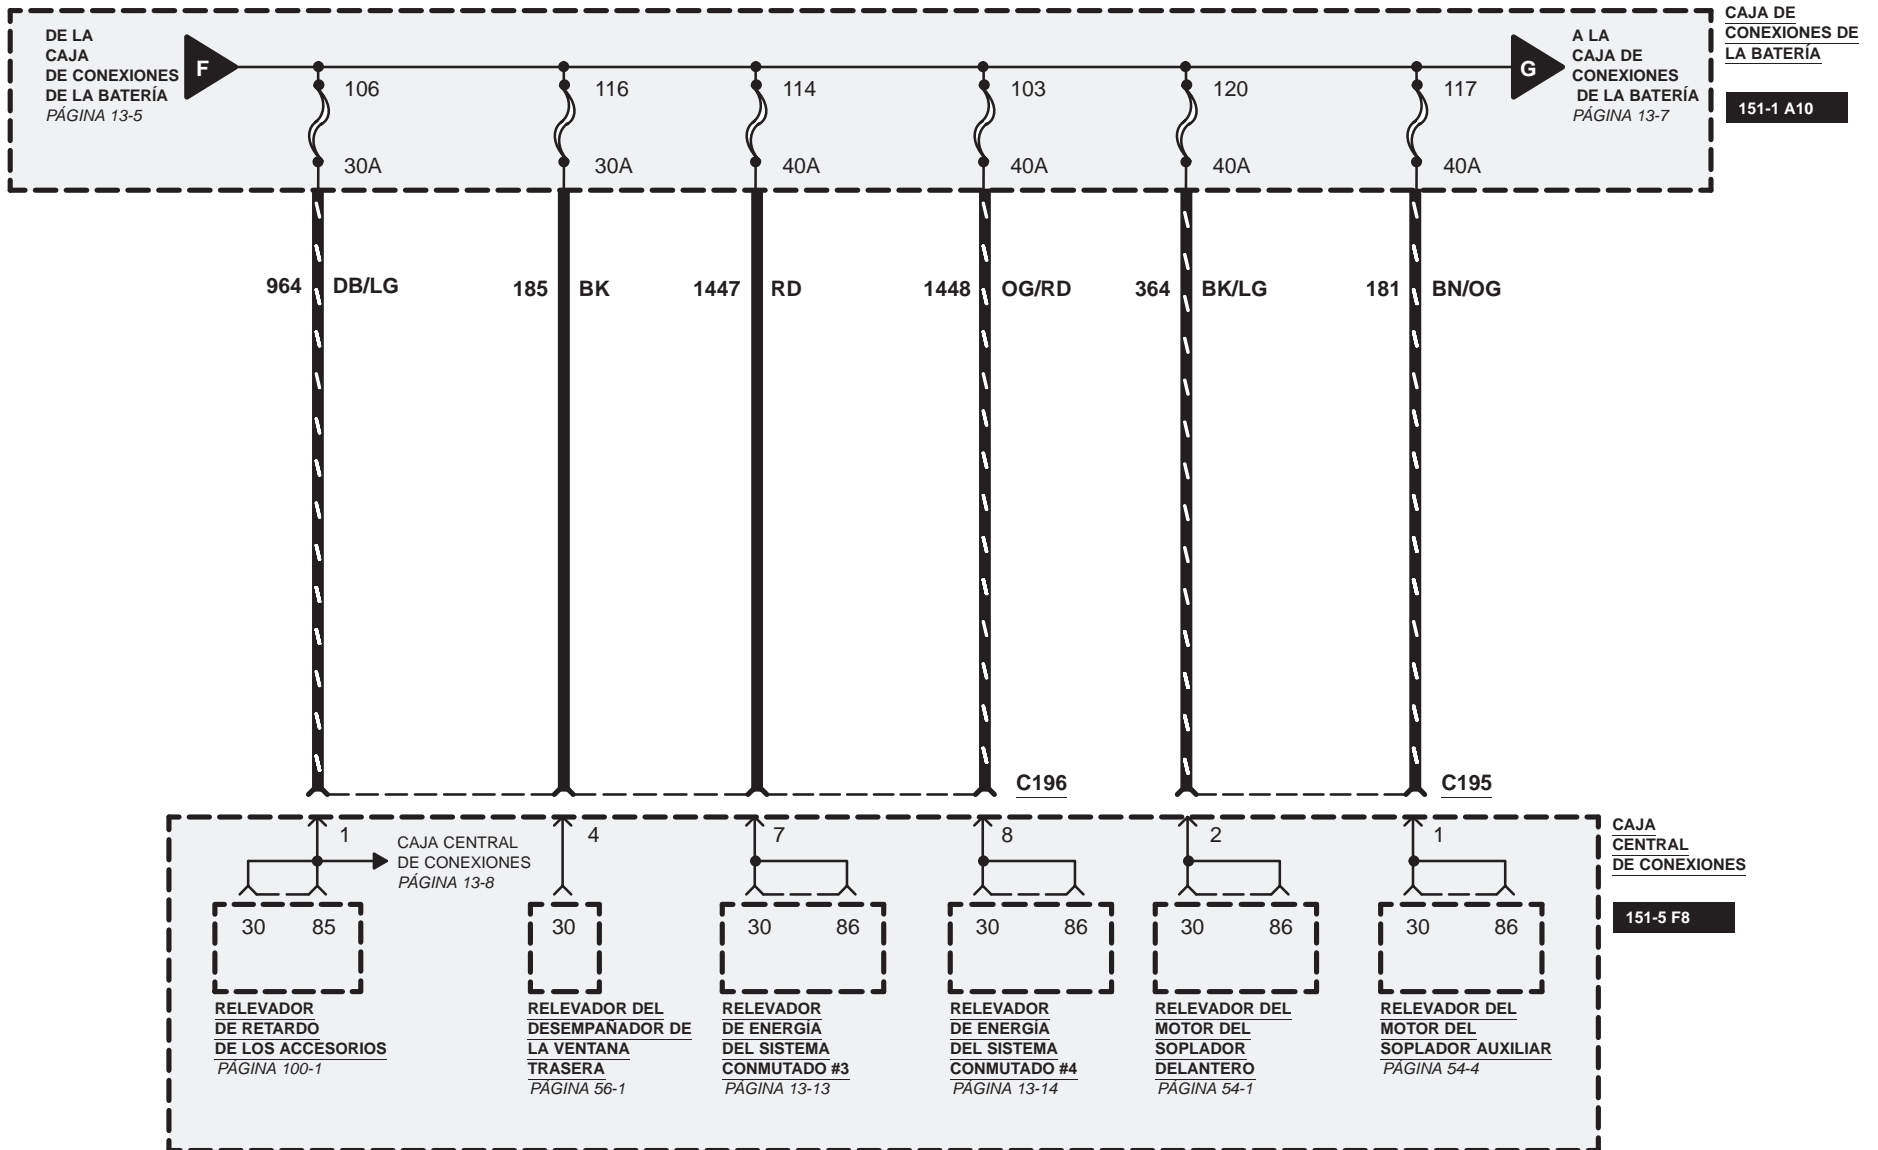 DE LA
CAJA
DE CONEXIONES
DE LA BATERÍA
PÁGINA 13-5
F
106
30A
116
30A
114
40A
103
40A
120
40A
117
40A
G
A LA
CAJA DE
CONEXIONES
DE LA BATERÍA
PÁGINA 13-7
CAJA DE
CONEXIONES DE
LA BATERÍA
151-1 A10
964 DB/LG
185 BK
1447 RD
1448 OG/RD
364 BK/LG
181 BN/OG
C196
C195
1
CAJA CENTRAL
DE CONEXIONES
PÁGINA 13-8
4
7
8
2
1
CAJA
CENTRAL
DE CONEXIONES
151-5 F8
30 85
30
30 86
30 86
30 86
30 86
RELEVADOR
DE RETARDO
DE LOS ACCESORIOS
PÁGINA 100-1
RELEVADOR DEL
DESEMPAÑADOR DE
LA VENTANA
TRASERA
PÁGINA 56-1
RELEVADOR
DE ENERGÍA
DEL SISTEMA
CONMUTADO #3
PÁGINA 13-13
RELEVADOR
DE ENERGÍA
DEL SISTEMA
CONMUTADO #4
PÁGINA 13-14
RELEVADOR DEL
MOTOR DEL
SOPLADOR
DELANTERO
PÁGINA 54-1
RELEVADOR DEL
MOTOR DEL
SOPLADOR AUXILIAR
PÁGINA 54-4